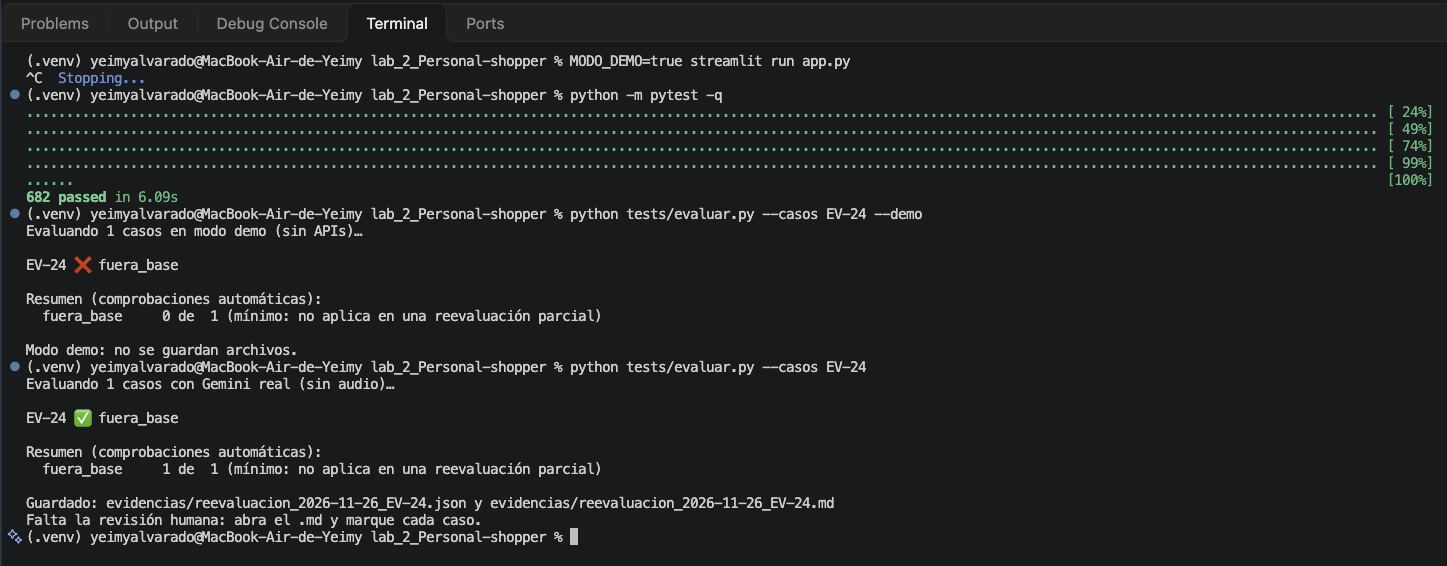 Problems Output Debug Console Terminal Ports
(.venv) yeimyalvarado@MacBook-Air-de-Yeimy lab_2_Personal-shopper % MODO_DEMO=true streamlit run app.py
^C  Stopping...
(.venv) yeimyalvarado@MacBook-Air-de-Yeimy lab_2_Personal-shopper % python -m pytest -q
........................................................................................................................................................................ [ 24%]
........................................................................................................................................................................ [ 49%]
........................................................................................................................................................................ [ 74%]
........................................................................................................................................................................ [ 99%]
...... [100%]
682 passed in 6.09s
(.venv) yeimyalvarado@MacBook-Air-de-Yeimy lab_2_Personal-shopper % python tests/evaluar.py --casos EV-24 --demo
Evaluando 1 casos en modo demo (sin APIs)…
EV-24 ❌ fuera_base
Resumen (comprobaciones automáticas):
  fuera_base     0 de  1 (mínimo: no aplica en una reevaluación parcial)
Modo demo: no se guardan archivos.
(.venv) yeimyalvarado@MacBook-Air-de-Yeimy lab_2_Personal-shopper % python tests/evaluar.py --casos EV-24
Evaluando 1 casos con Gemini real (sin audio)…
EV-24 ✅ fuera_base
Resumen (comprobaciones automáticas):
  fuera_base     1 de  1 (mínimo: no aplica en una reevaluación parcial)
Guardado: evidencias/reevaluacion_2026-11-26_EV-24.json y evidencias/reevaluacion_2026-11-26_EV-24.md
Falta la revisión humana: abra el .md y marque cada caso.
(.venv) yeimyalvarado@MacBook-Air-de-Yeimy lab_2_Personal-shopper %